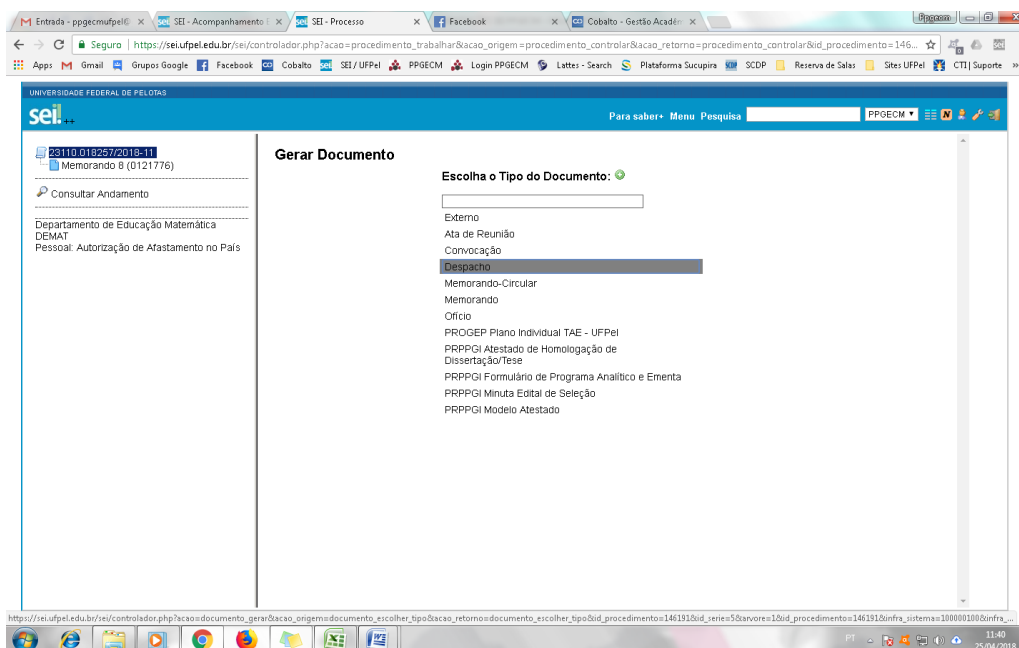 Entrada - ppgecmufpel@
SEI - Acompanhamento E
SEI - Processo
Facebook
Cobalto - Gestão Acadêm
Ppgecm
Seguro | https://sei.ufpel.edu.br/sei/controlador.php?acao=procedimento_trabalhar&acao_origem=procedimento_controlar&acao_retorno=procedimento_controlar&id_procedimento=146...
Apps Gmail Grupos Google Facebook Cobalto SEI / UFPel PPGECM Login PPGECM Lattes - Search Plataforma Sucupira SCDP Reserva de Salas Sites UFPel CTI | Suporte »
UNIVERSIDADE FEDERAL DE PELOTAS
sei! ++
Para saber+ Menu Pesquisa
PPGECM
23110.018257/2018-11
Memorando 8 (0121776)
Consultar Andamento
Departamento de Educação Matemática
DEMAT
Pessoal: Autorização de Afastamento no País
Gerar Documento
Escolha o Tipo do Documento:
Externo
Ata de Reunião
Convocação
Despacho
Memorando-Circular
Memorando
Ofício
PROGEP Plano Individual TAE - UFPel
PRPPGI Atestado de Homologação de
Dissertação/Tese
PRPPGI Formulário de Programa Analítico e Ementa
PRPPGI Minuta Edital de Seleção
PRPPGI Modelo Atestado
https://sei.ufpel.edu.br/sei/controlador.php?acao=documento_gerar&acao_origem=documento_escolher_tipo&acao_retorno=documento_escolher_tipo&id_procedimento=146191&id_serie=5&arvore=1&id_procedimento=146191&infra_sistema=100000100&infra_...
PT
11:40
25/04/2018